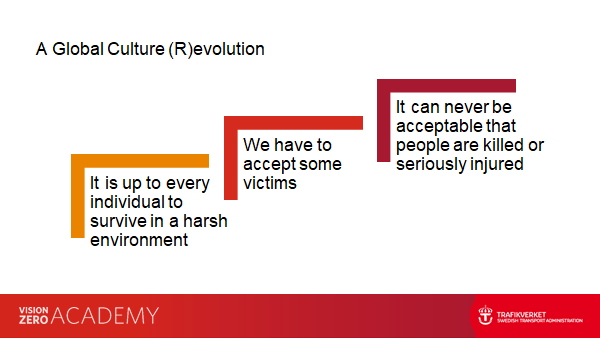 A Global Culture (R)evolution
It is up to every
individual to
survive in a harsh
environment
We have to
accept some
victims
It can never be
acceptable that
people are killed or
seriously injured
VISION
ZERO ACADEMY
TRAFIKVERKET
SWEDISH TRANSPORT ADMINISTRATION